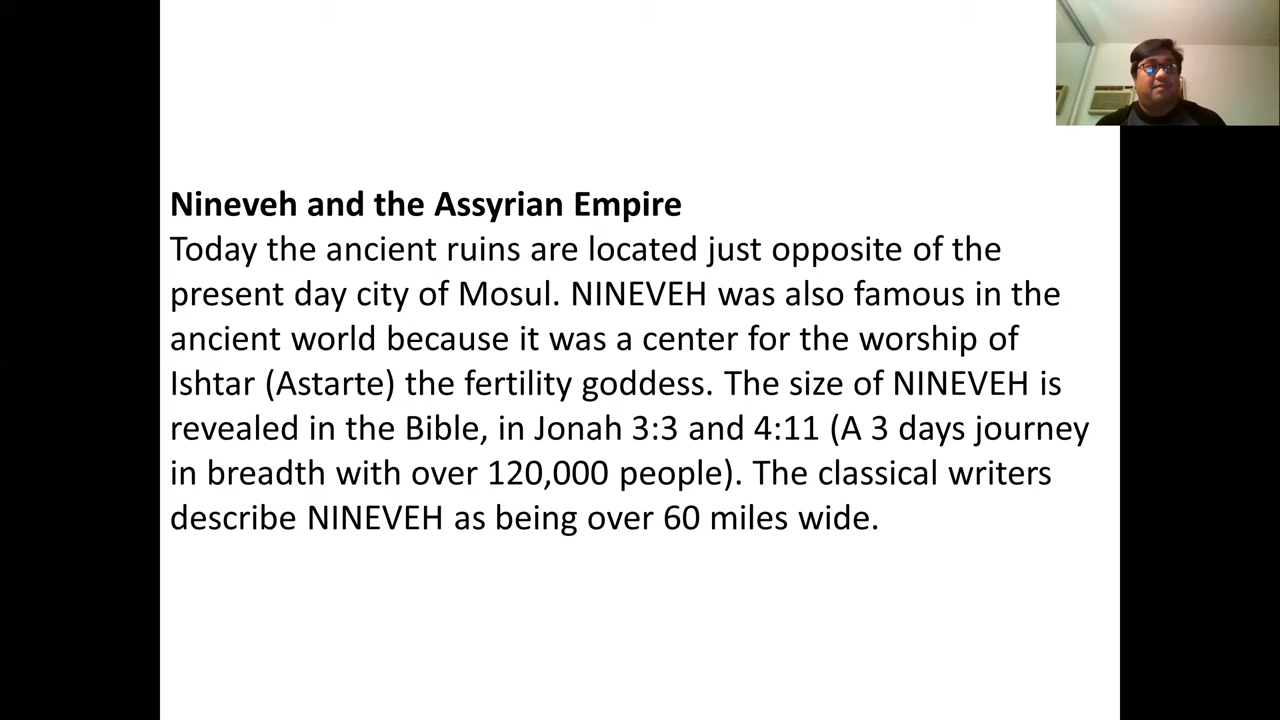 Nineveh and the Assyrian Empire
Today the ancient ruins are located just opposite of the
present day city of Mosul. NINEVEH was also famous in the
ancient world because it was a center for the worship of
Ishtar (Astarte) the fertility goddess. The size of NINEVEH is
revealed in the Bible, in Jonah 3:3 and 4:11 (A 3 days journey
in breadth with over 120,000 people). The classical writers
describe NINEVEH as being over 60 miles wide.